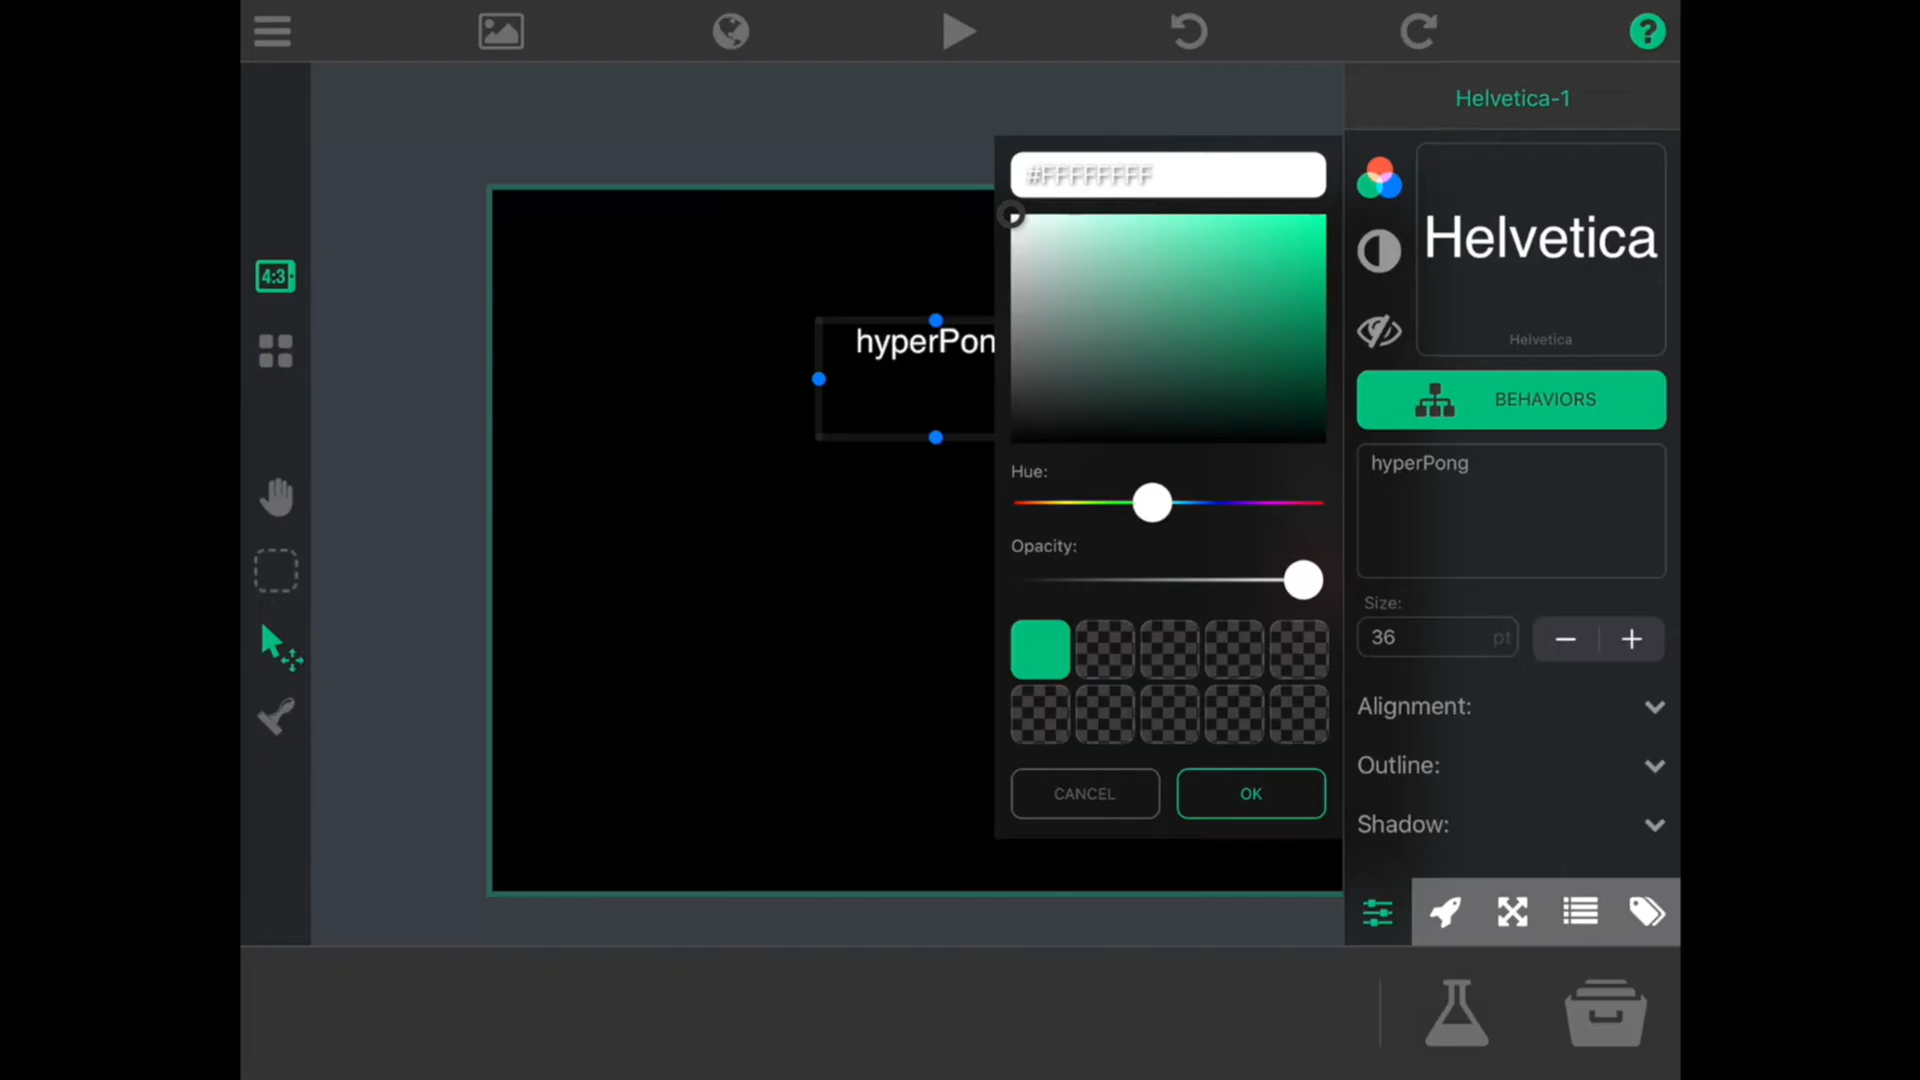 ?
Helvetica-1
#FFFFFFFF
Helvetica
Helvetica
4:3
hyperPon
BEHAVIORS
hyperPong
Hue:
Opacity:
Size:
36 pt
− +
Alignment:
Outline:
Shadow:
CANCEL
OK